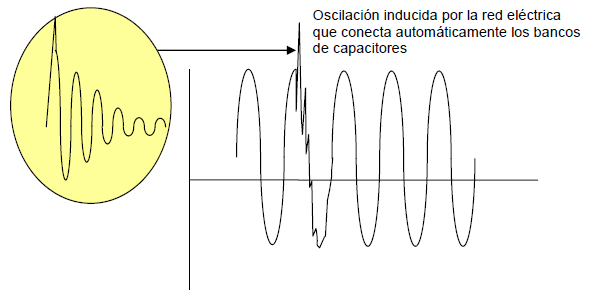 Oscilación inducida por la red eléctrica
que conecta automáticamente los bancos
de capacitores